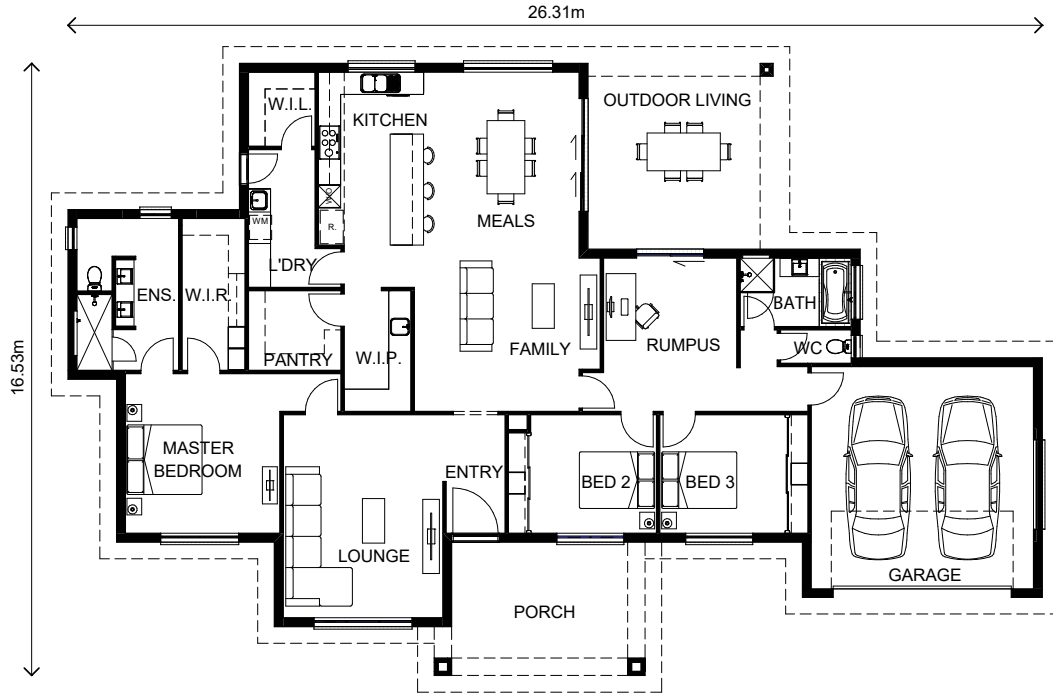 26.31m
16.53m
W.I.L.
KITCHEN
OUTDOOR LIVING
MEALS
WM
R.
L'DRY
ENS.
W.I.R.
BATH
PANTRY
W.I.P.
FAMILY
RUMPUS
WC
MASTER
BEDROOM
ENTRY
BED 2
BED 3
LOUNGE
GARAGE
PORCH